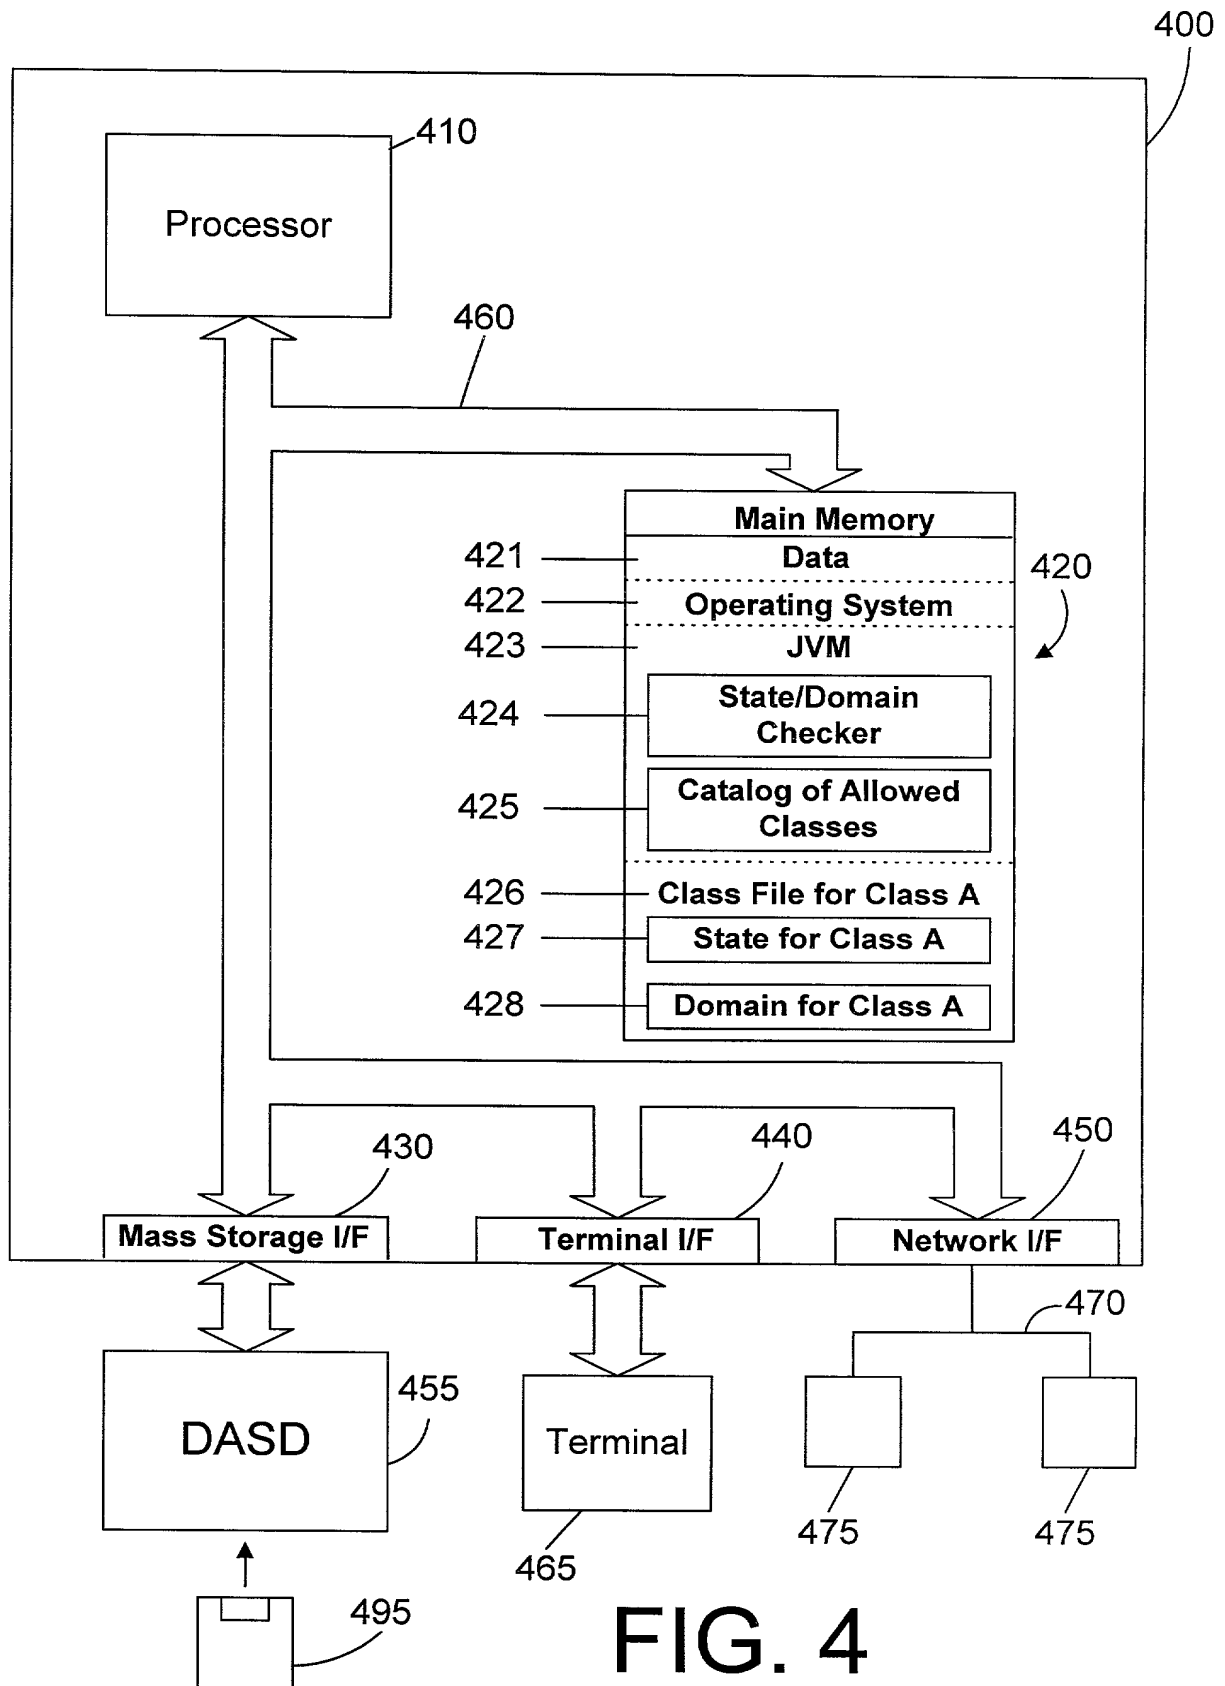 400
410
Processor
460
Main Memory
421
Data
420
422
Operating System
423
JVM
424
State/Domain
Checker
425
Catalog of Allowed
Classes
426
Class File for Class A
427
State for Class A
428
Domain for Class A
430
440
450
Mass Storage I/F
Terminal I/F
Network I/F
470
455
DASD
Terminal
475
475
465
495
FIG. 4